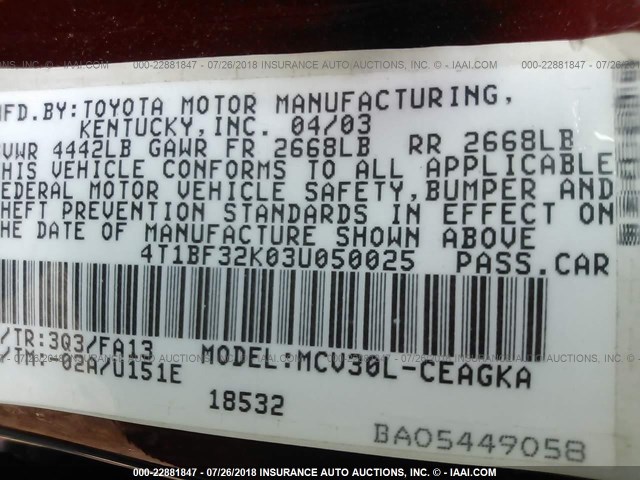 000-22881847 / 07/26/2018 INSURANCE AUTO AUCTIONS, INC. - IAAI.COM
MFD.BY:TOYOTA MOTOR MANUFACTURING,
KENTUCKY,INC. 04/03
GVWR 4442LB GAWR FR 2668LB RR 2668LB
THIS VEHICLE CONFORMS TO ALL APPLICABLE
FEDERAL MOTOR VEHICLE SAFETY,BUMPER AND
THEFT PREVENTION STANDARDS IN EFFECT ON
THE DATE OF MANUFACTURE SHOWN ABOVE
4T1BF32K03U050025 PASS.CAR
/TR:3Q3/FA13
/TM:-02A/U151E
MODEL:MCV30L-CEAGKA
18532
BA05449058
000-22881847 / 07/26/2018 INSURANCE AUTO AUCTIONS, INC. - IAAI.COM